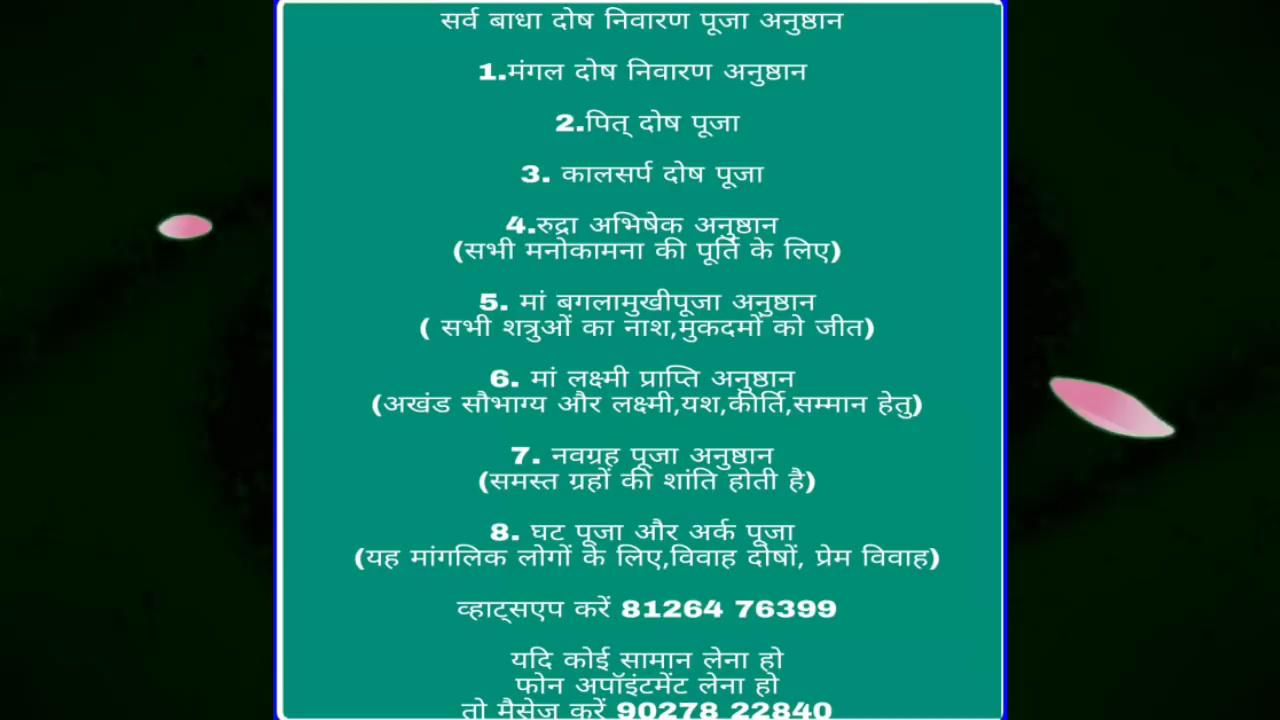 सर्व बाधा दोष निवारण पूजा अनुष्ठान
1.मंगल दोष निवारण अनुष्ठान
2.पित् दोष पूजा
3. कालसर्प दोष पूजा
4.रुद्रा अभिषेक अनुष्ठान
(सभी मनोकामना की पूर्ति के लिए)
5. मां बगलामुखीपूजा अनुष्ठान
( सभी शत्रुओं का नाश,मुकदमों को जीत)
6. मां लक्ष्मी प्राप्ति अनुष्ठान
(अखंड सौभाग्य और लक्ष्मी,यश,कीर्ति,सम्मान हेतु)
7. नवग्रह पूजा अनुष्ठान
(समस्त ग्रहों की शांति होती है)
8. घट पूजा और अर्क पूजा
(यह मांगलिक लोगों के लिए,विवाह दोषों, प्रेम विवाह)
व्हाट्सएप करें 81264 76399
यदि कोई सामान लेना हो
फोन अपॉइंटमेंट लेना हो
तो मैसेज करें 90278 22840